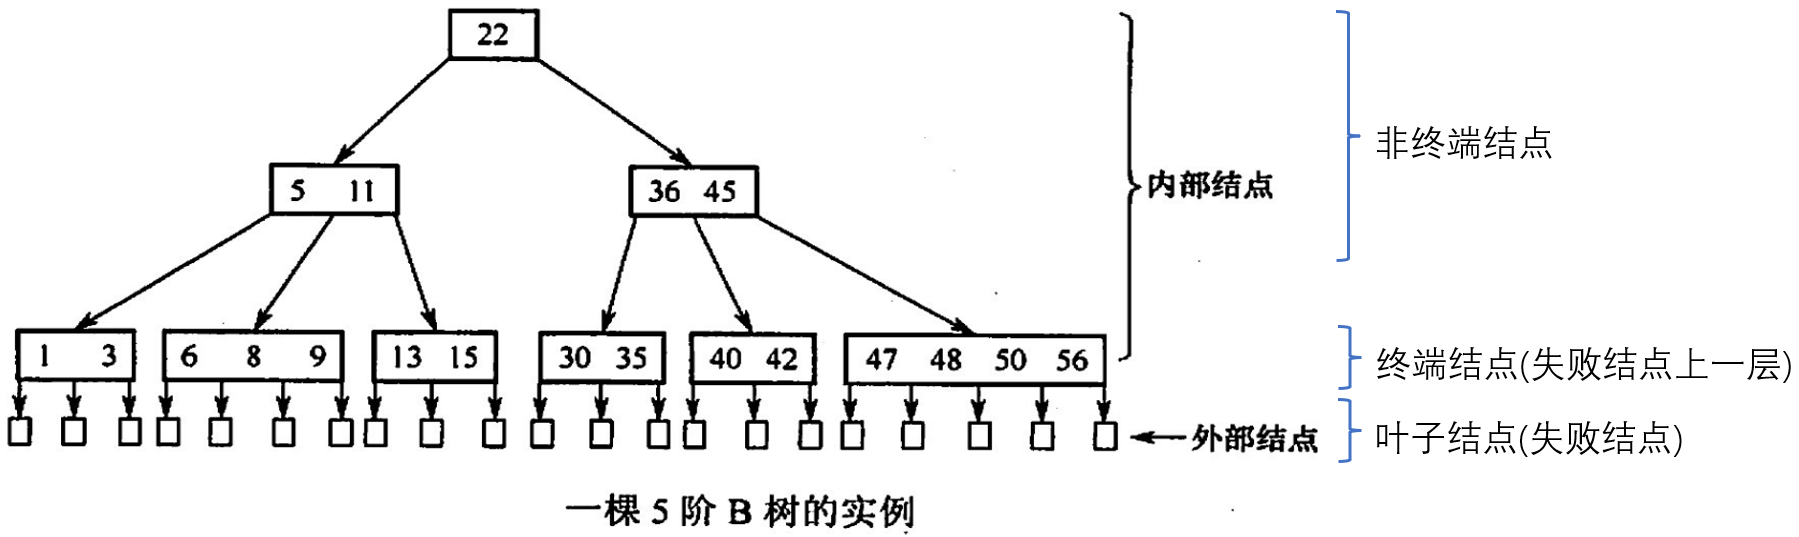 22
非终端结点
5 11
36 45
内部结点
1 3
6 8 9
13 15
30 35
40 42
47 48 50 56
终端结点(失败结点上一层)
外部结点
叶子结点(失败结点)
一棵 5 阶 B 树的实例